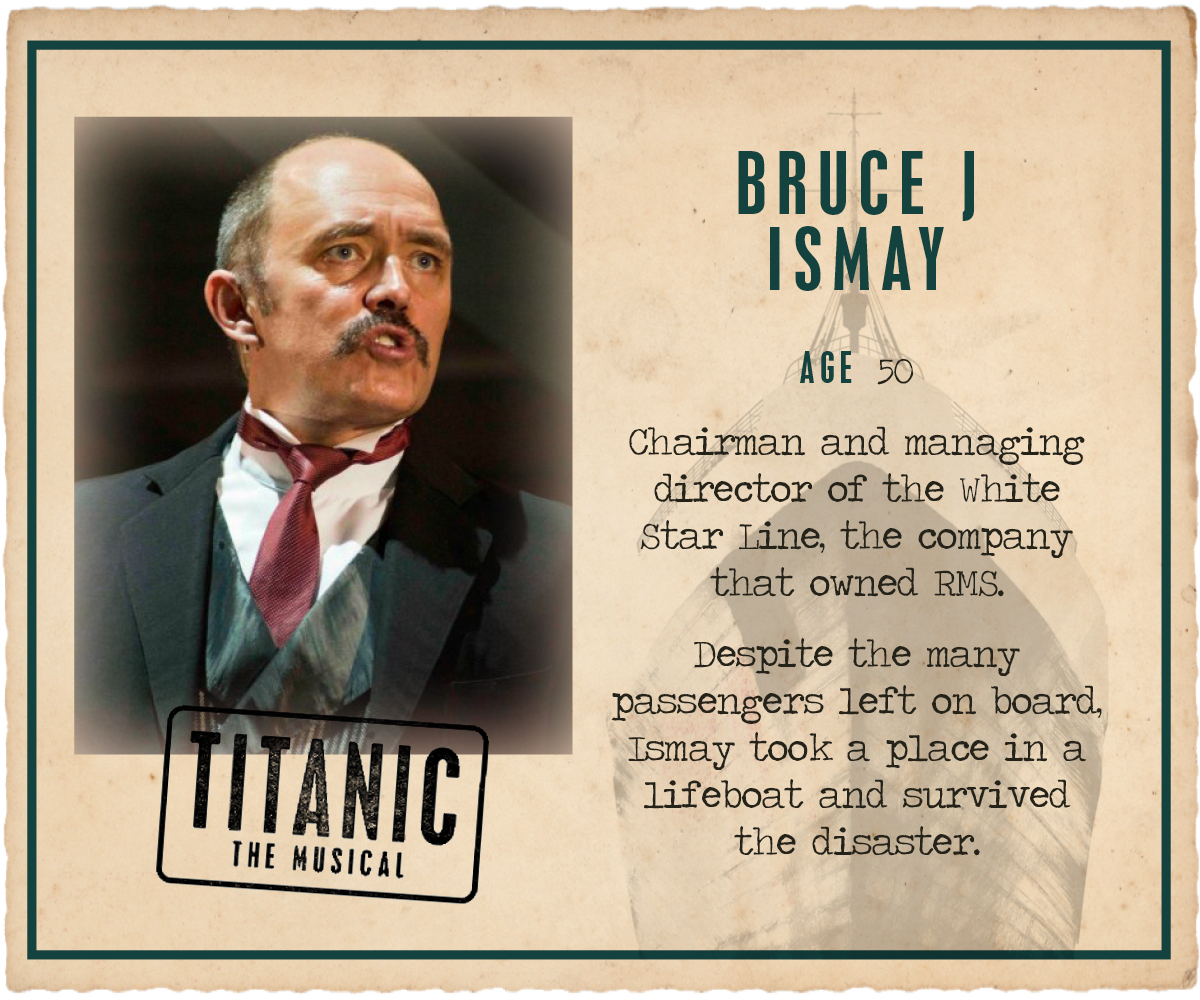 BRUCE J
ISMAY
AGE 50
Chairman and managing
director of the White
Star Line, the company
that owned RMS.
Despite the many
passengers left on board,
Ismay took a place in a
lifeboat and survived
the disaster.
TITANIC
THE MUSICAL